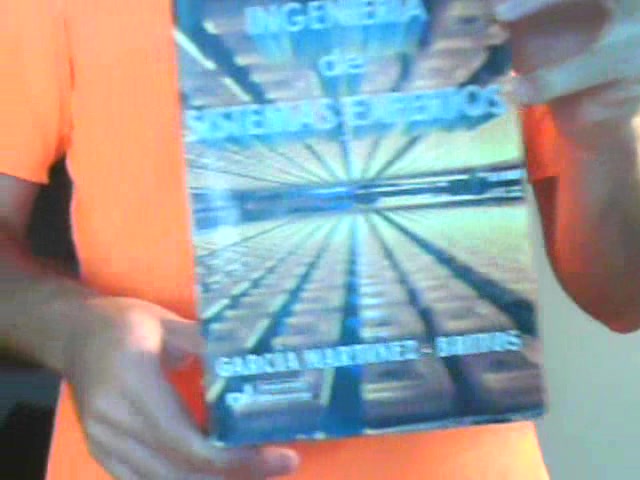 INGENIERIA
de
SISTEMAS EXPERTOS
GARCIA MARTINEZ - BRITOS